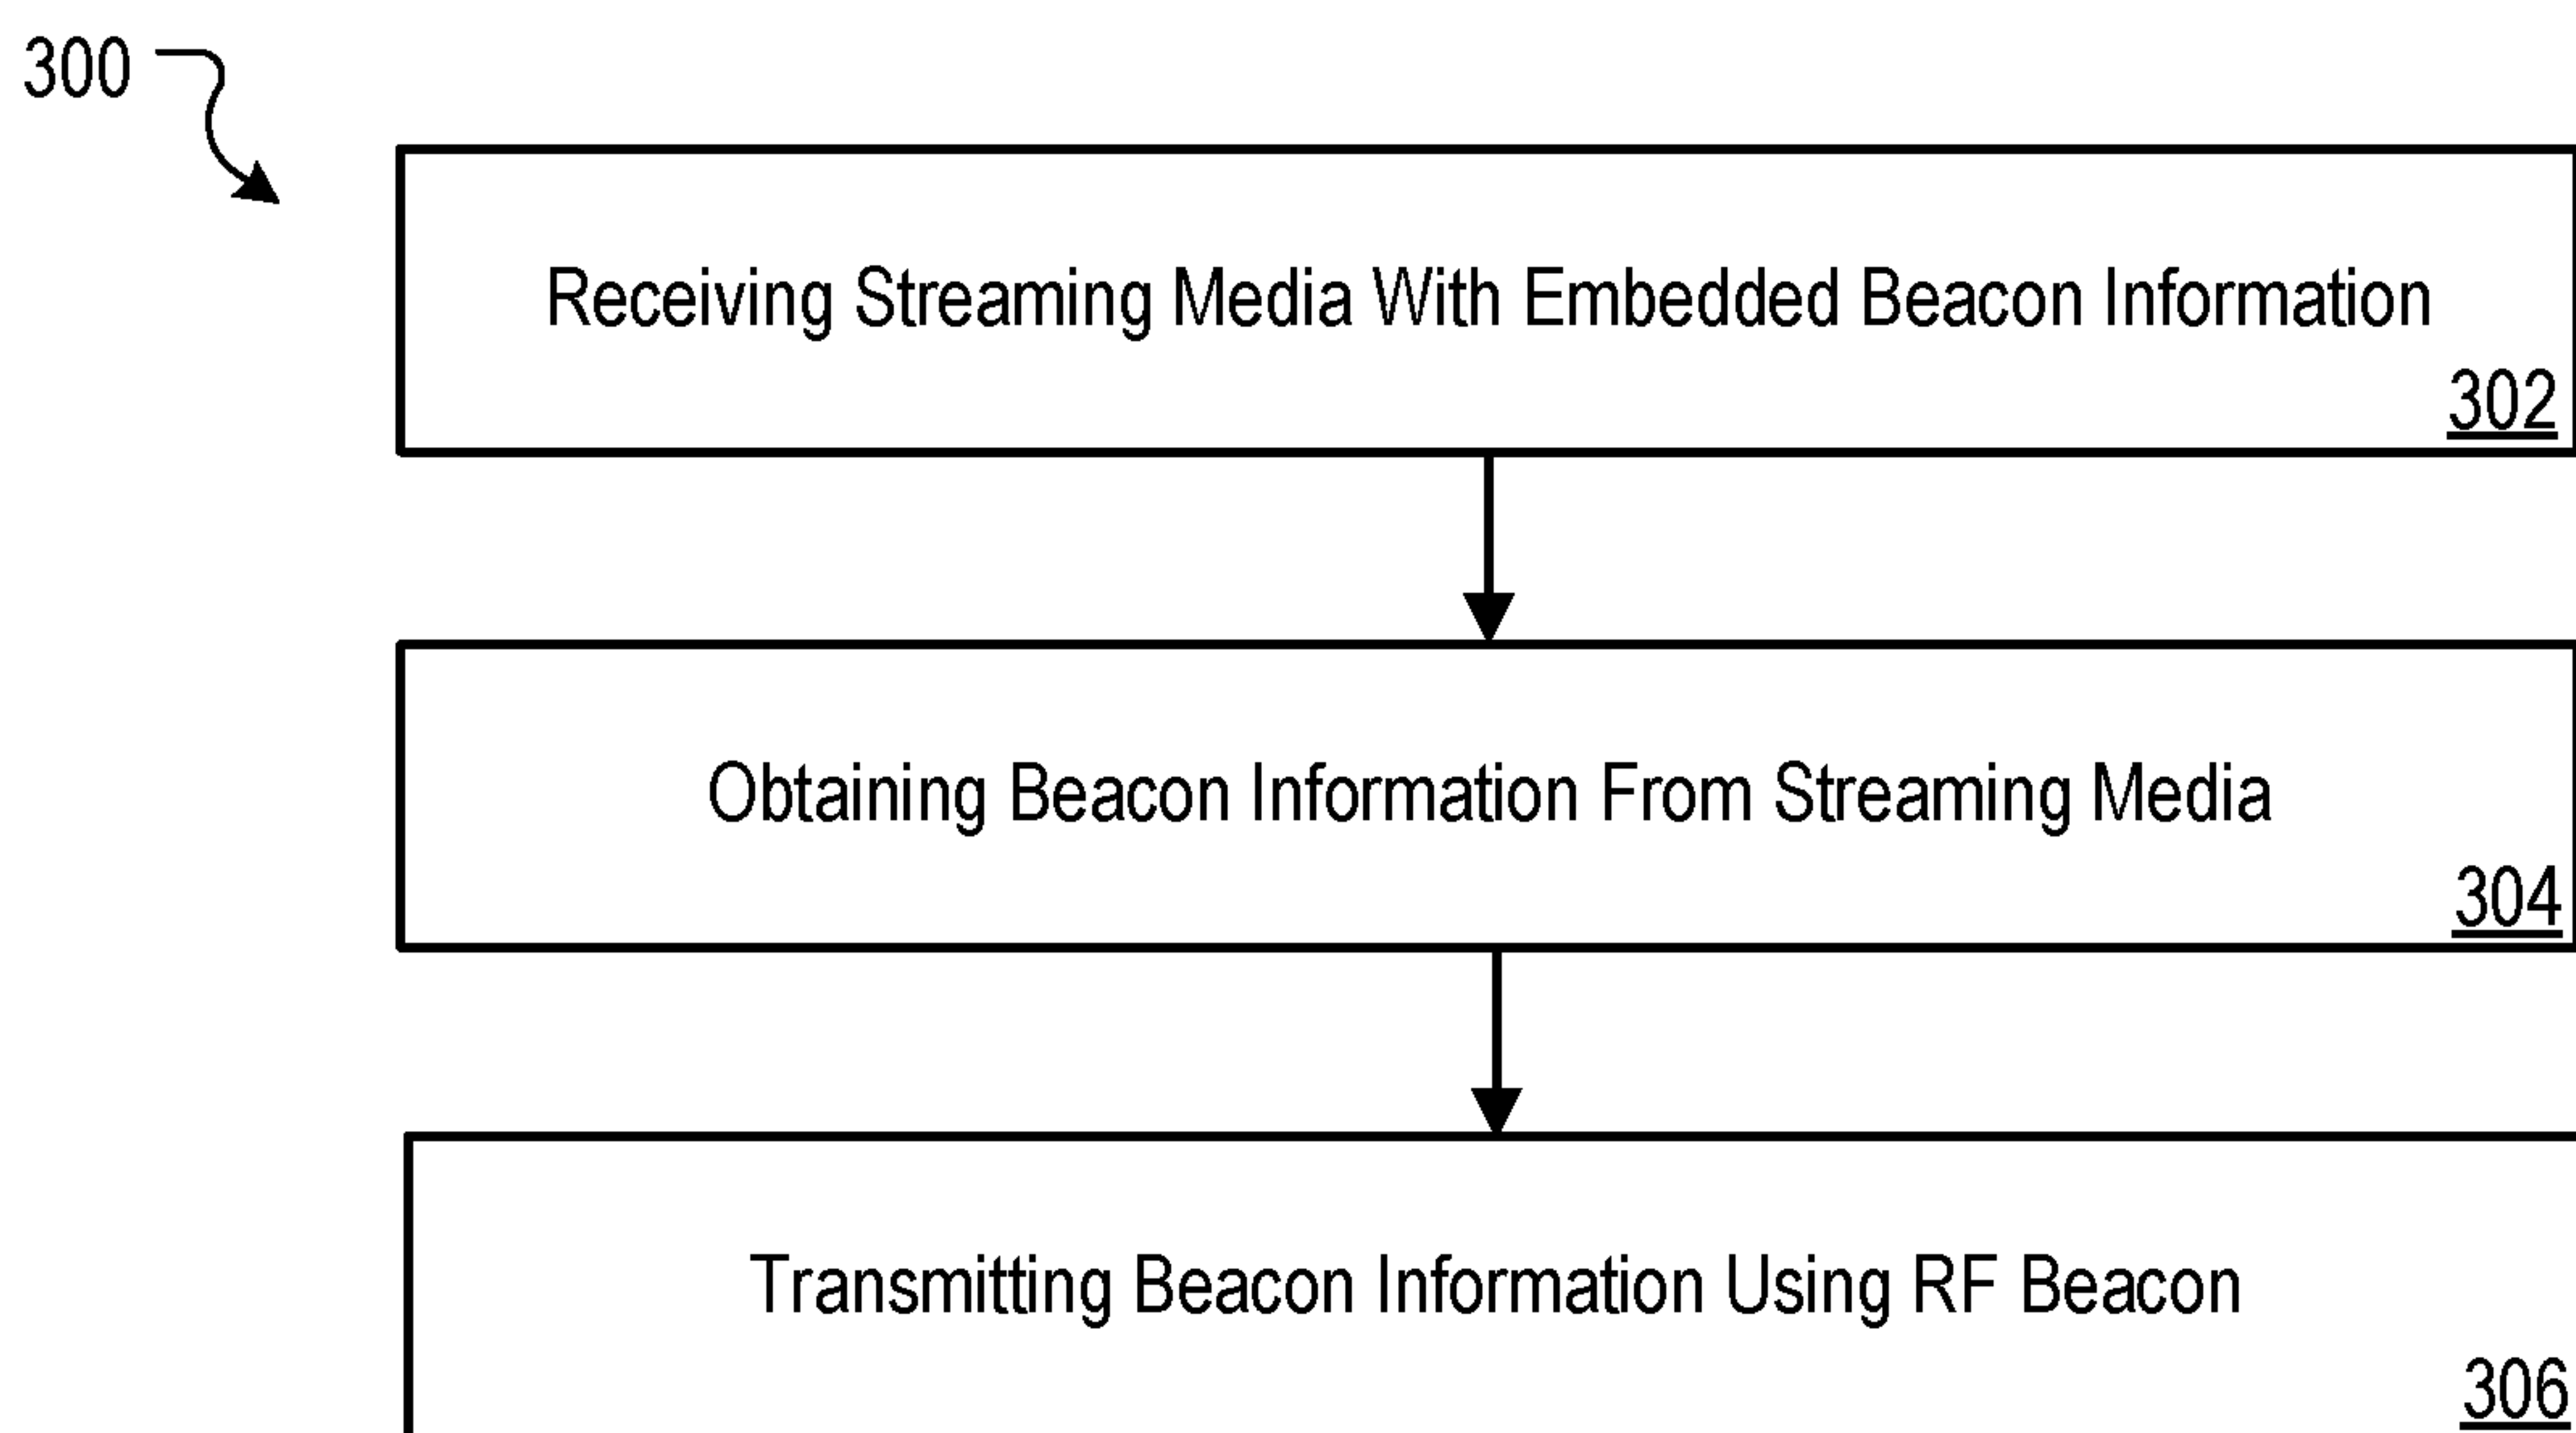 300
Receiving Streaming Media With Embedded Beacon Information
302
Obtaining Beacon Information From Streaming Media
304
Transmitting Beacon Information Using RF Beacon
306